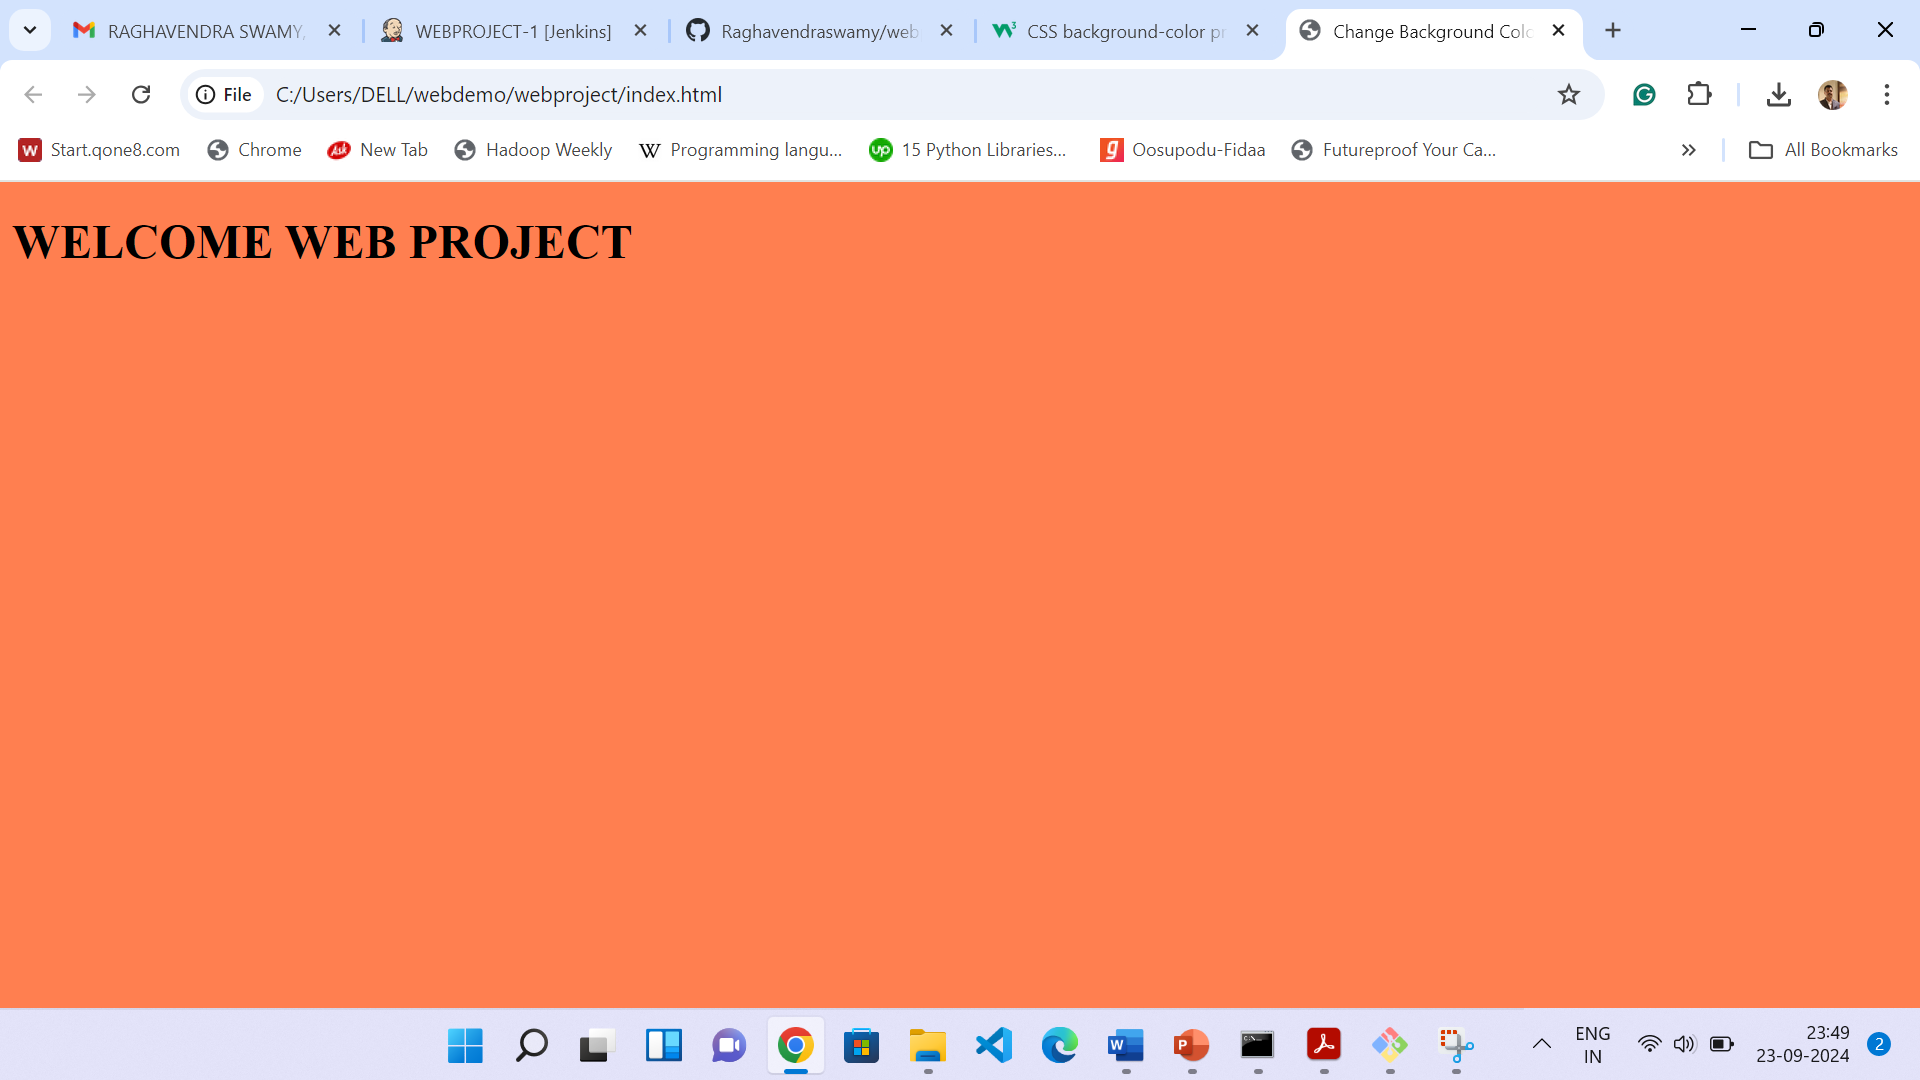 RAGHAVENDRA SWAMY,
WEBPROJECT-1 [Jenkins]
Raghavendraswamy/web
CSS background-color pr
Change Background Colo
File
C:/Users/DELL/webdemo/webproject/index.html
Start.qone8.com
Chrome
Ask
New Tab
Hadoop Weekly
W
Programming langu...
up
15 Python Libraries...
g
Oosupodu-Fidaa
Futureproof Your Ca...
All Bookmarks
WELCOME WEB PROJECT
ENG
IN
23:49
23-09-2024
2